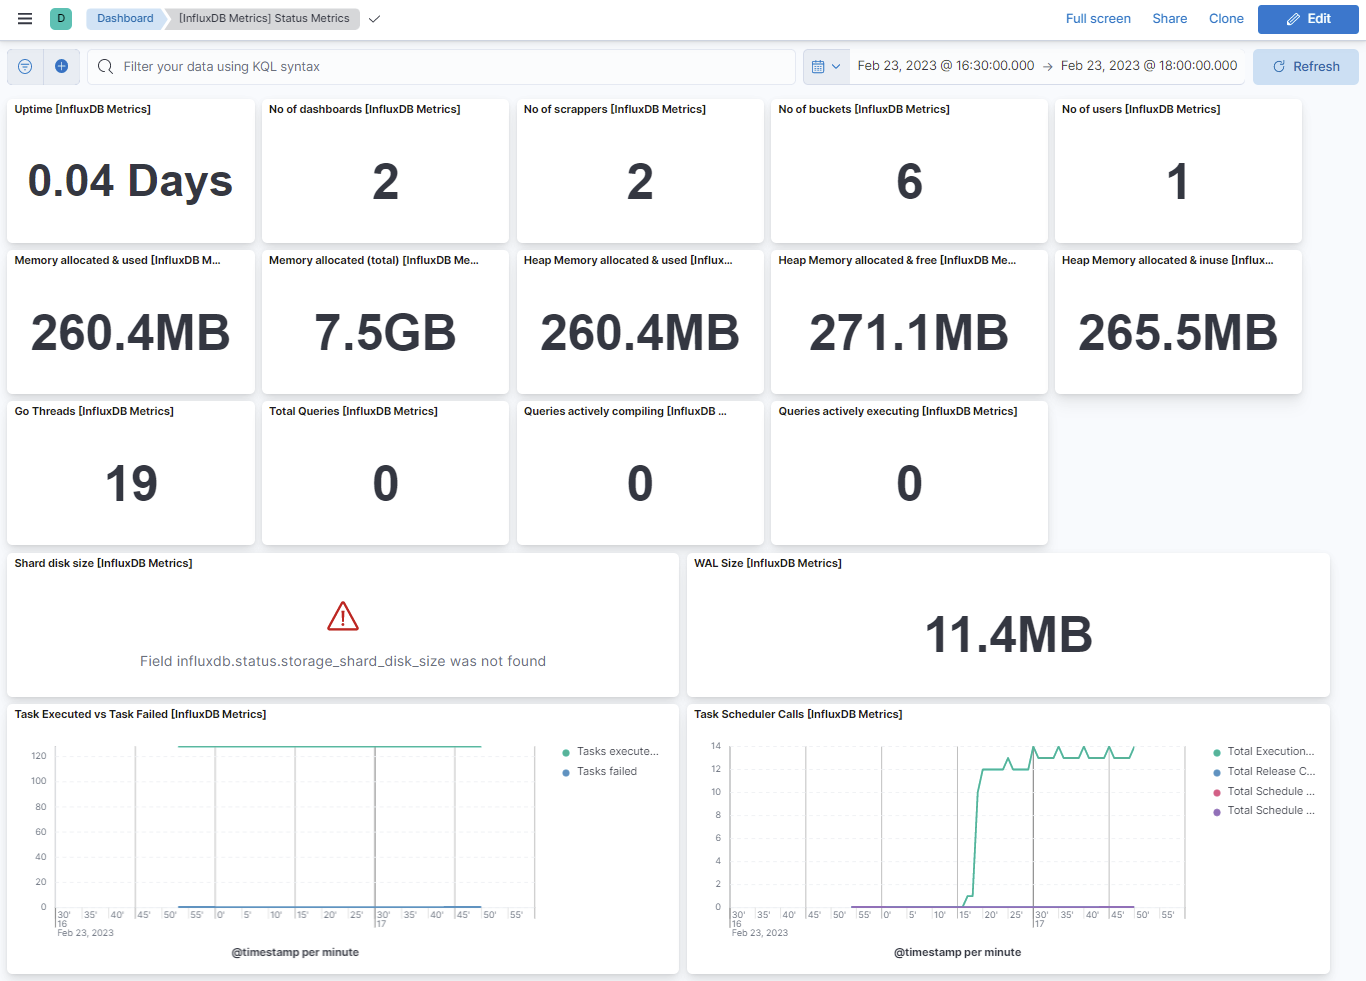 D
Dashboard
[InfluxDB Metrics] Status Metrics
Full screen
Share
Clone
Edit
Filter your data using KQL syntax
Feb 23, 2023 @ 16:30:00.000 → Feb 23, 2023 @ 18:00:00.000
Refresh
Uptime [InfluxDB Metrics]
0.04 Days
No of dashboards [InfluxDB Metrics]
2
No of scrappers [InfluxDB Metrics]
2
No of buckets [InfluxDB Metrics]
6
No of users [InfluxDB Metrics]
1
Memory allocated & used [InfluxDB M...
260.4MB
Memory allocated (total) [InfluxDB Me...
7.5GB
Heap Memory allocated & used [Influx...
260.4MB
Heap Memory allocated & free [InfluxDB Me...
271.1MB
Heap Memory allocated & inuse [Influx...
265.5MB
Go Threads [InfluxDB Metrics]
19
Total Queries [InfluxDB Metrics]
0
Queries actively compiling [InfluxDB ...
0
Queries actively executing [InfluxDB Metrics]
0
Shard disk size [InfluxDB Metrics]
Field influxdb.status.storage_shard_disk_size was not found
WAL Size [InfluxDB Metrics]
11.4MB
Task Executed vs Task Failed [InfluxDB Metrics]
120
100
80
60
40
20
0
30' 35' 40' 45' 50' 55' 0' 5' 10' 15' 20' 25' 30' 35' 40' 45' 50' 55'
16 17
Feb 23, 2023
@timestamp per minute
Tasks execute...
Tasks failed
Task Scheduler Calls [InfluxDB Metrics]
14
12
10
8
6
4
2
0
30' 35' 40' 45' 50' 55' 0' 5' 10' 15' 20' 25' 30' 35' 40' 45' 50' 55'
16 17
Feb 23, 2023
@timestamp per minute
Total Execution...
Total Release C...
Total Schedule ...
Total Schedule ...